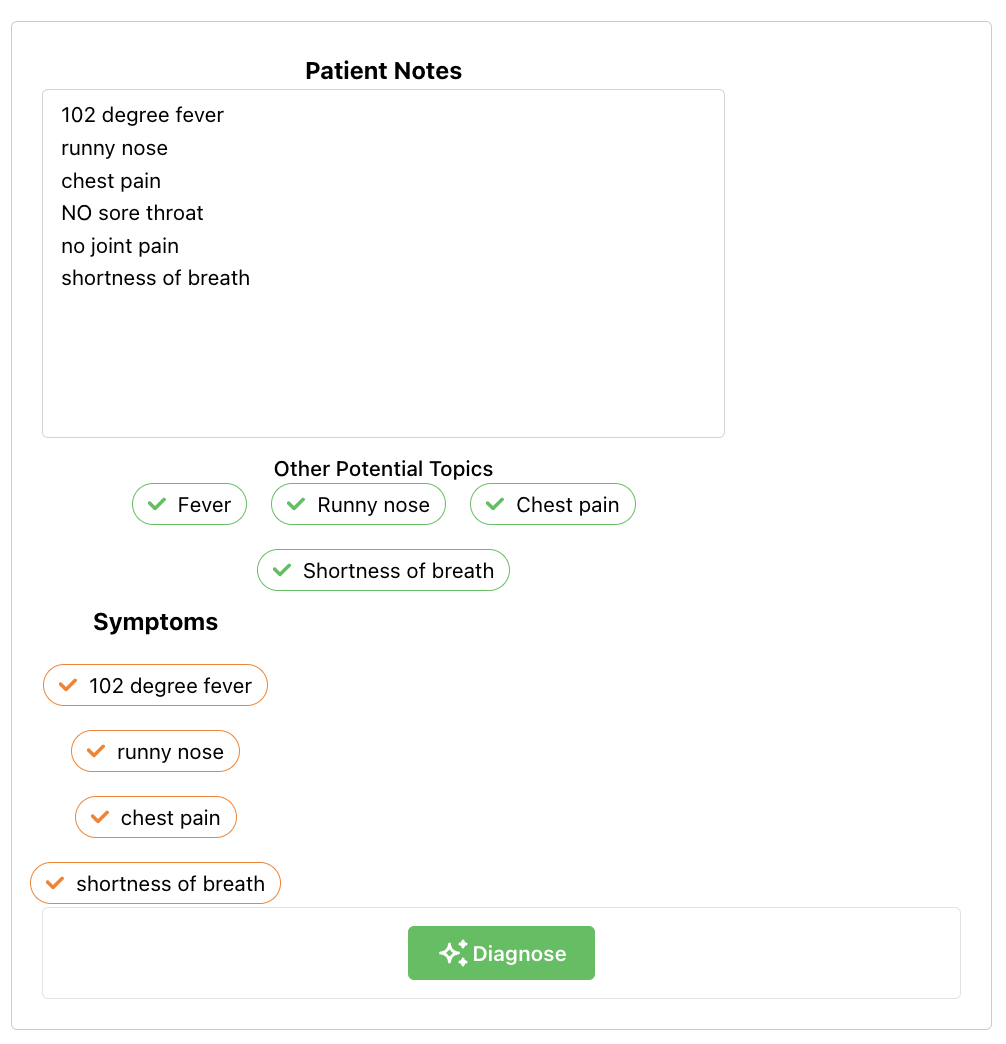 Patient Notes
102 degree fever
runny nose
chest pain
NO sore throat
no joint pain
shortness of breath
Other Potential Topics
Fever Runny nose Chest pain
Shortness of breath
Symptoms
102 degree fever
runny nose
chest pain
shortness of breath
Diagnose